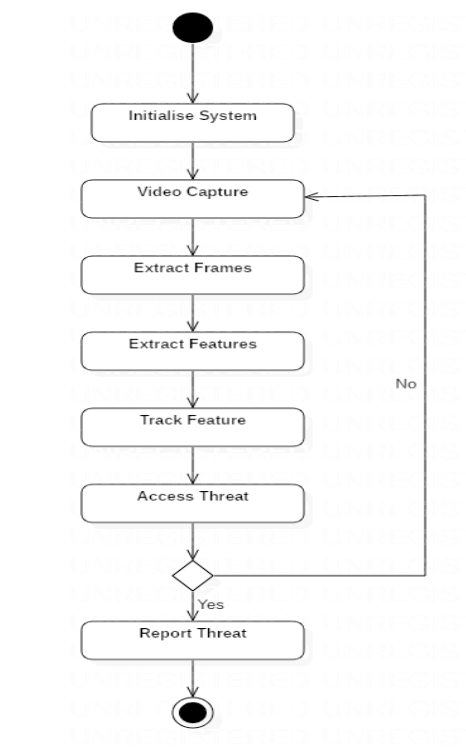 Initialise System
Video Capture
Extract Frames
Extract Features
No
Track Feature
Access Threat
Yes
Report Threat